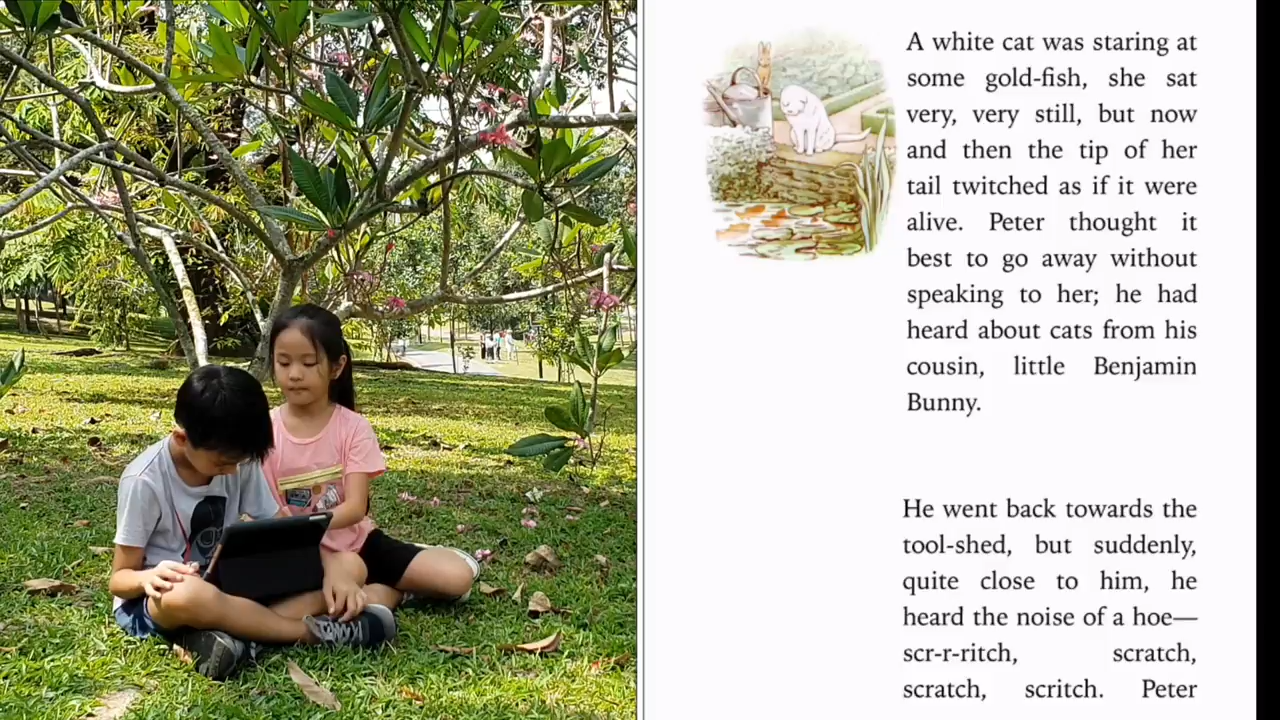 A white cat was staring at
some gold-fish, she sat
very, very still, but now
and then the tip of her
tail twitched as if it were
alive. Peter thought it
best to go away without
speaking to her; he had
heard about cats from his
cousin, little Benjamin
Bunny.
He went back towards the
tool-shed, but suddenly,
quite close to him, he
heard the noise of a hoe—
scr-r-ritch, scratch,
scratch, scritch. Peter